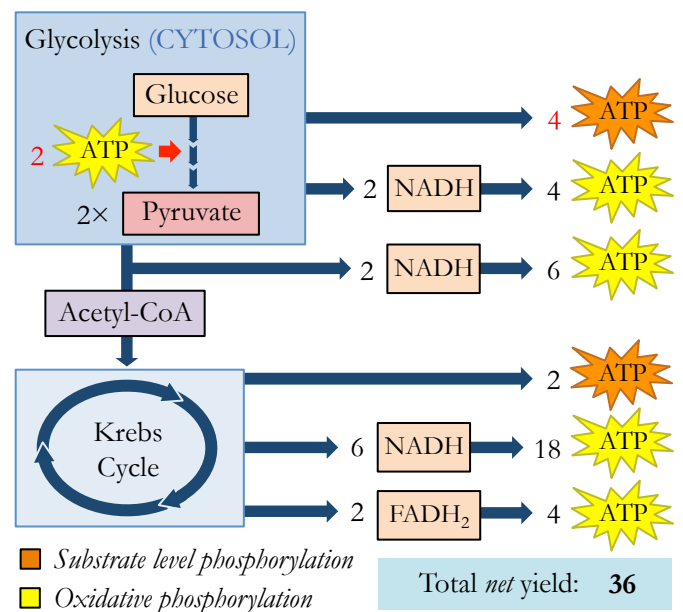 Glycolysis (CYTOSOL)
Glucose
4 ATP
2 ATP
2 NADH 4 ATP
2× Pyruvate
2 NADH 6 ATP
Acetyl-CoA
2 ATP
Krebs
Cycle
6 NADH 18 ATP
2 FADH₂ 4 ATP
Substrate level phosphorylation
Oxidative phosphorylation
Total net yield: 36